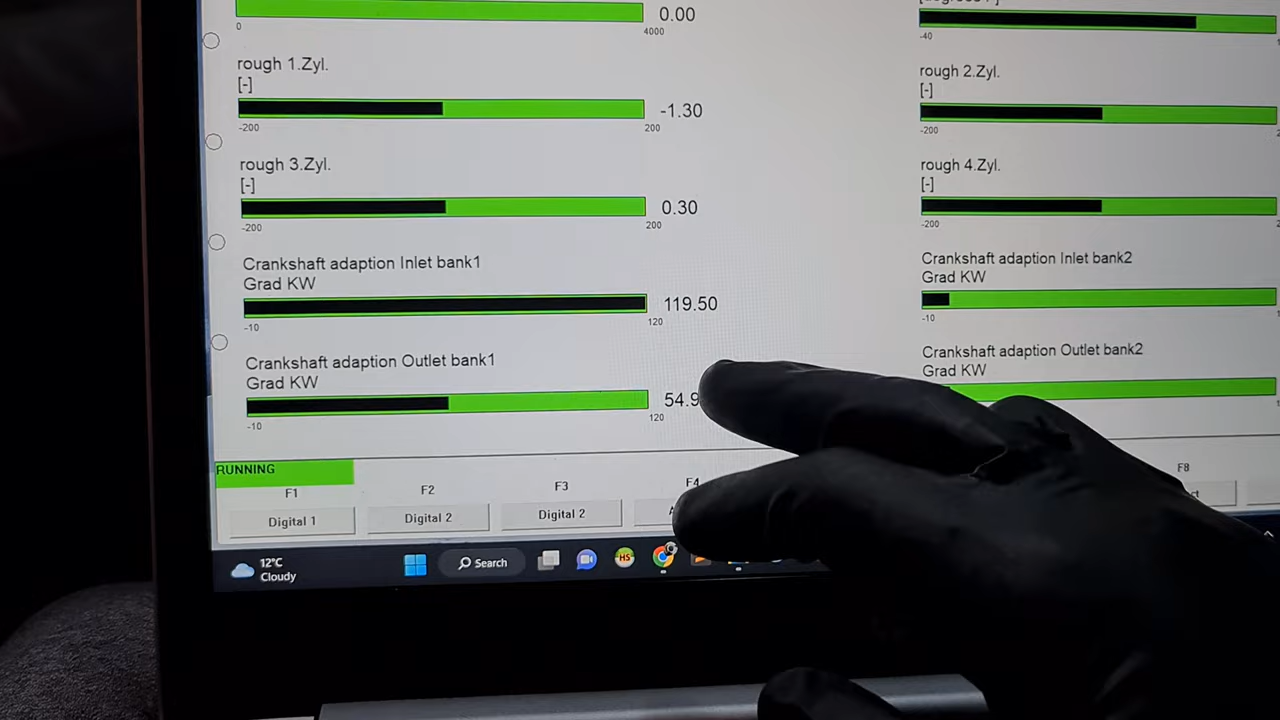 0.00
0
4000
-40
rough 1.Zyl.
[-]
-1.30
-200
200
rough 2.Zyl.
[-]
-200
rough 3.Zyl.
[-]
0.30
-200
200
rough 4.Zyl.
[-]
-200
Crankshaft adaption Inlet bank1
Grad KW
119.50
-10
120
Crankshaft adaption Inlet bank2
Grad KW
-10
Crankshaft adaption Outlet bank1
Grad KW
54.9
-10
120
Crankshaft adaption Outlet bank2
Grad KW
RUNNING
F1
F2
F3
F4
F8
Digital 1
Digital 2
Digital 2
12°C
Cloudy
Search
HS